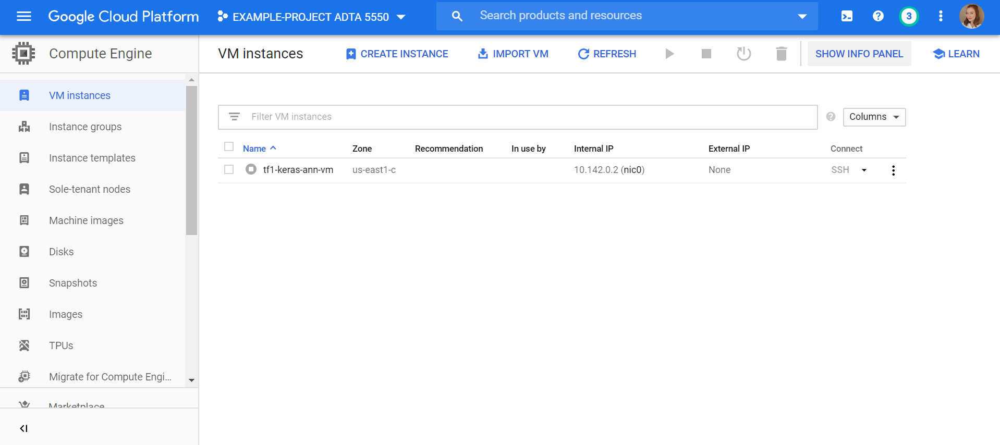 Google Cloud Platform
EXAMPLE-PROJECT ADTA 5550
Search products and resources
3
Compute Engine
VM instances
CREATE INSTANCE
IMPORT VM
REFRESH
SHOW INFO PANEL
LEARN
VM instances
Instance groups
Instance templates
Sole-tenant nodes
Machine images
Disks
Snapshots
Images
TPUs
Migrate for Compute Engi...
Marketplace
Filter VM instances
?
Columns
Name Zone Recommendation In use by Internal IP External IP Connect
tf1-keras-ann-vm us-east1-c 10.142.0.2 (nic0) None SSH